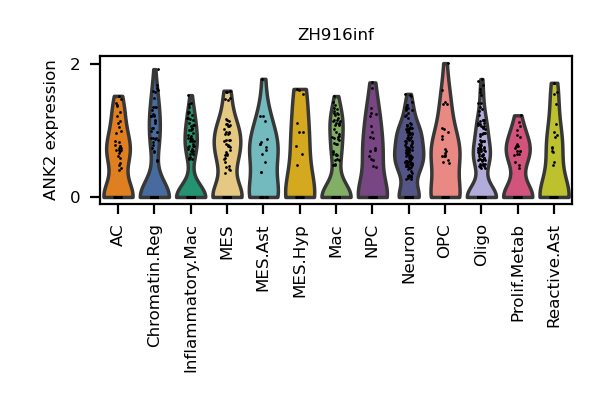 ZH916inf
ANK2 expression
2
0
AC
Chromatin.Reg
Inflammatory.Mac
MES
MES.Ast
MES.Hyp
Mac
NPC
Neuron
OPC
Oligo
Prolif.Metab
Reactive.Ast